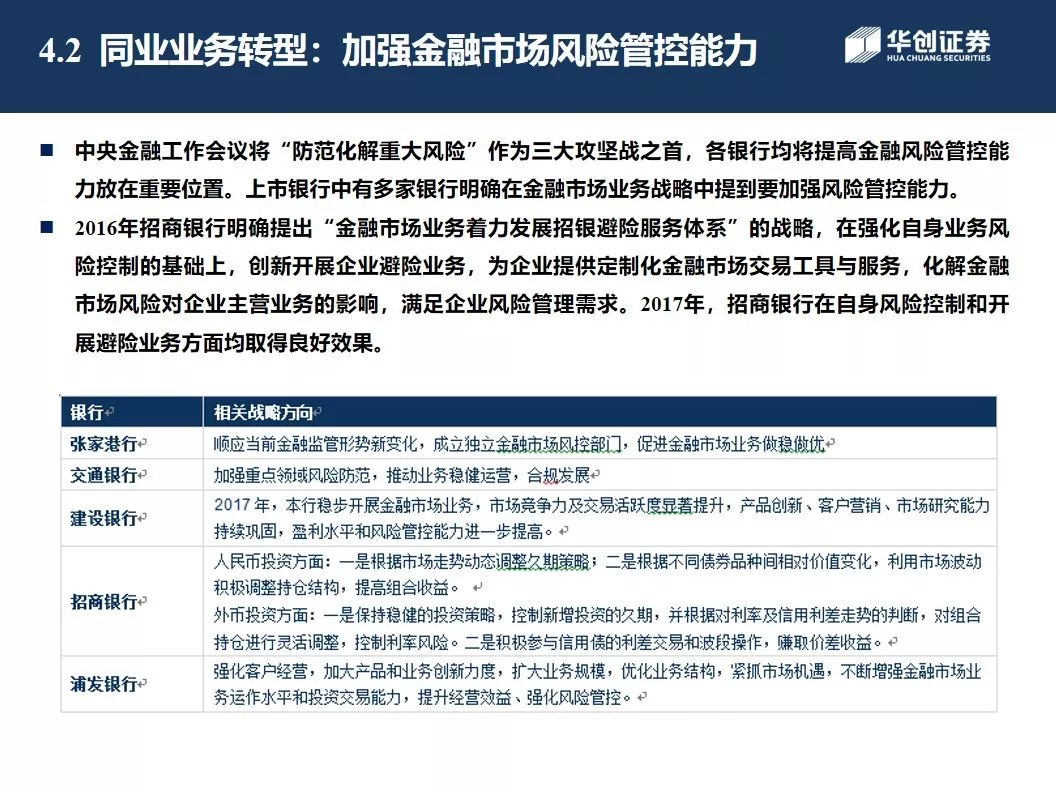 4.2 同业业务转型：加强金融市场风险管控能力
华创证券
HUA CHUANG SECURITIES
中央金融工作会议将“防范化解重大风险”作为三大攻坚战之首，各银行均将提高金融风险管控能
力放在重要位置。上市银行中有多家银行明确在金融市场业务战略中提到要加强风险管控能力。
2016年招商银行明确提出“金融市场业务着力发展招银避险服务体系”的战略，在强化自身业务风
险控制的基础上，创新开展企业避险业务，为企业提供定制化金融市场交易工具与服务，化解金融
市场风险对企业主营业务的影响，满足企业风险管理需求。2017年，招商银行在自身风险控制和开
展避险业务方面均取得良好效果。
银行 相关战略方向
张家港行 顺应当前金融监管形势新变化，成立独立金融市场风控部门，促进金融市场业务做稳做优
交通银行 加强重点领域风险防范，推动业务稳健运营，合规发展
建设银行
2017 年，本行稳步开展金融市场业务，市场竞争力及交易活跃度显著提升，产品创新、客户营销、市场研究能力
持续巩固，盈利水平和风险管控能力进一步提高。
招商银行
人民币投资方面：一是根据市场走势动态调整久期策略；二是根据不同债券品种间相对价值变化，利用市场波动
积极调整持仓结构，提高组合收益。
外币投资方面：一是保持稳健的投资策略，控制新增投资的久期，并根据对利率及信用利差走势的判断，对组合
持仓进行灵活调整，控制利率风险。二是积极参与信用债的利差交易和波段操作，赚取价差收益。
浦发银行
强化客户经营，加大产品和业务创新力度，扩大业务规模，优化业务结构，紧抓市场机遇，不断增强金融市场业
务运作水平和投资交易能力，提升经营效益、强化风险管控。